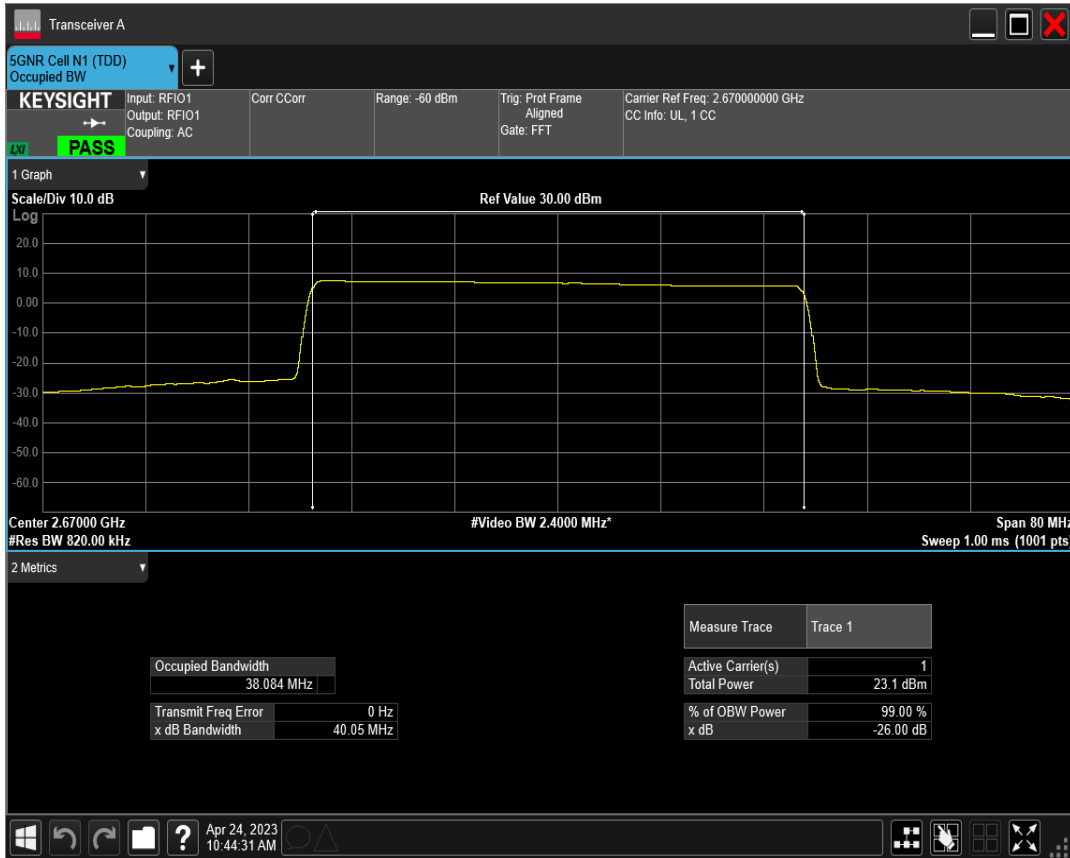 Transceiver A
5GNR Cell N1 (TDD)
Occupied BW
+
KEYSIGHT
LXI
PASS
Input: RFIO1
Output: RFIO1
Coupling: AC
Corr CCorr
Range: -60 dBm
Trig: Prot Frame
Aligned
Gate: FFT
Carrier Ref Freq: 2.670000000 GHz
CC Info: UL, 1 CC
1 Graph
Scale/Div 10.0 dB
Ref Value 30.00 dBm
Log
20.0
10.0
0.00
-10.0
-20.0
-30.0
-40.0
-50.0
-60.0
Center 2.67000 GHz
#Video BW 2.4000 MHz*
Span 80 MHz
#Res BW 820.00 kHz
Sweep 1.00 ms (1001 pts)
2 Metrics
Measure Trace Trace 1
Occupied Bandwidth
38.084 MHz
Transmit Freq Error 0 Hz
x dB Bandwidth 40.05 MHz
Active Carrier(s) 1
Total Power 23.1 dBm
% of OBW Power 99.00 %
x dB -26.00 dB
?
Apr 24, 2023
10:44:31 AM